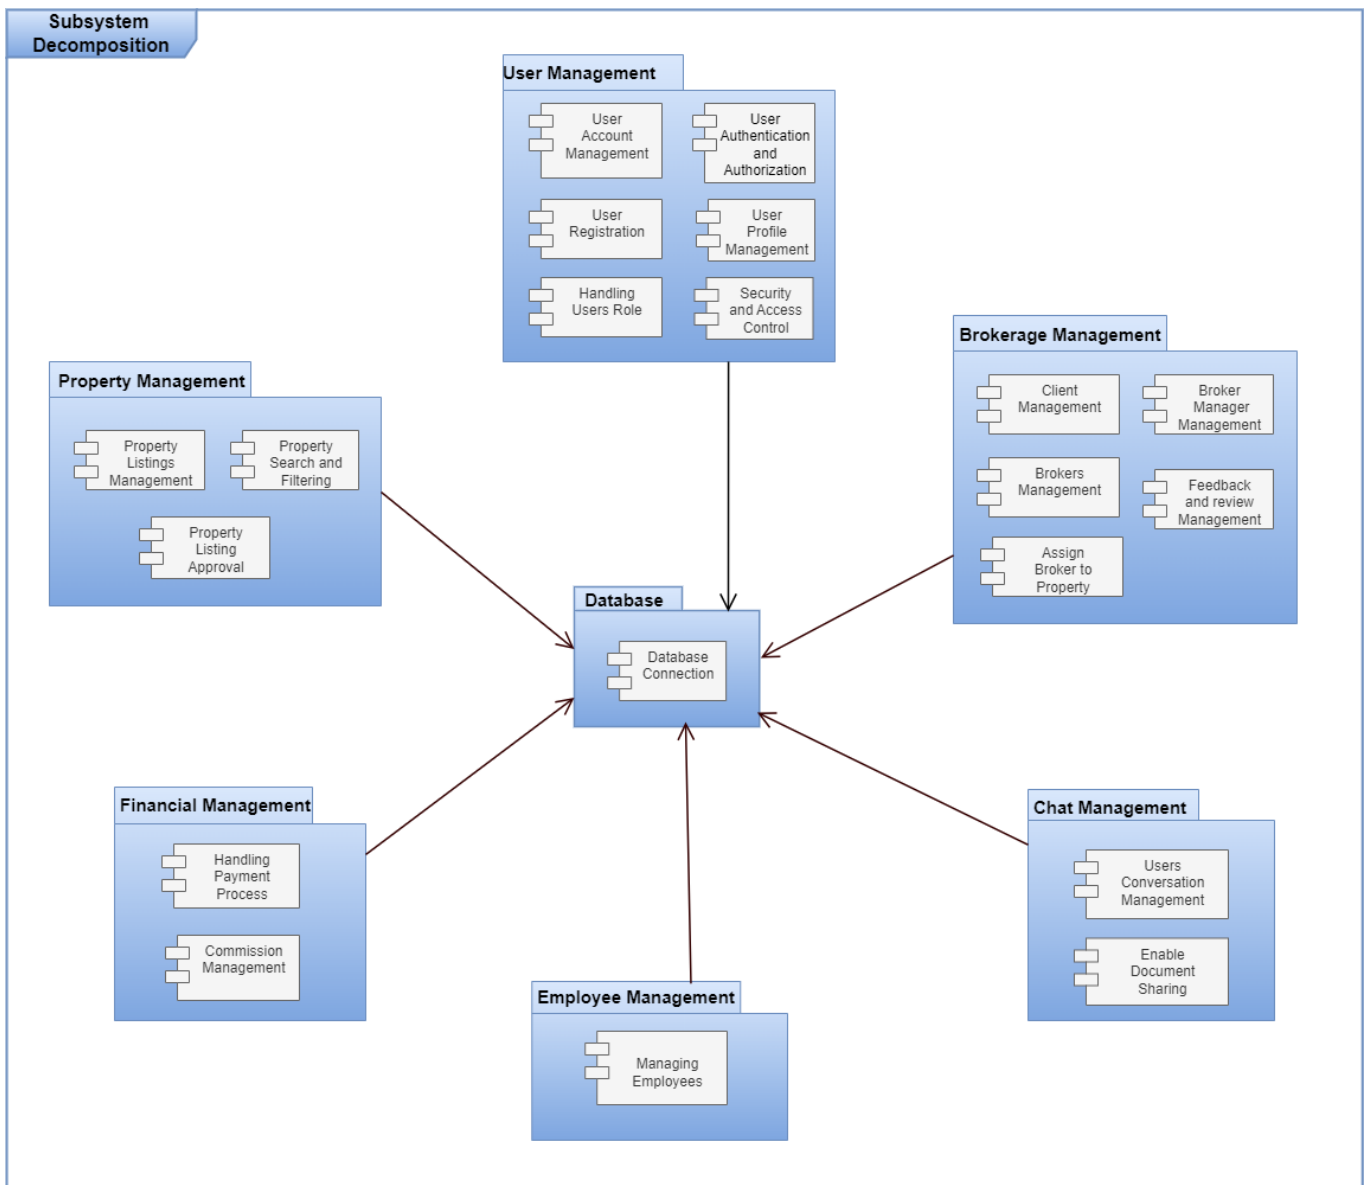 Subsystem
Decomposition
User Management
User
Account
Management
User
Authentication
and
Authorization
User
Registration
User
Profile
Management
Handling
Users Role
Security
and Access
Control
Brokerage Management
Client
Management
Broker
Manager
Management
Brokers
Management
Feedback
and review
Management
Assign
Broker to
Property
Property Management
Property
Listings
Management
Property
Search and
Filtering
Property
Listing
Approval
Database
Database
Connection
Financial Management
Handling
Payment
Process
Commission
Management
Chat Management
Users
Conversation
Management
Enable
Document
Sharing
Employee Management
Managing
Employees